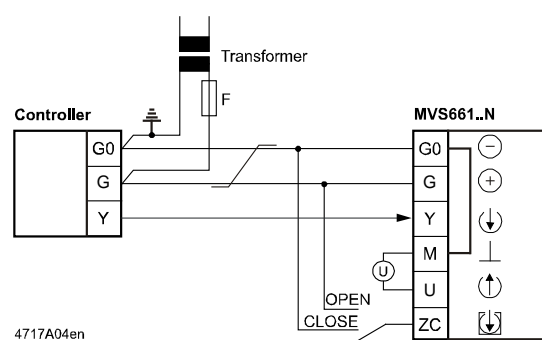 Transformer
F
Controller
MVS661..N
G0
G
Y
G0
G
Y
M
U
ZC
U
OPEN
CLOSE
4717A04en